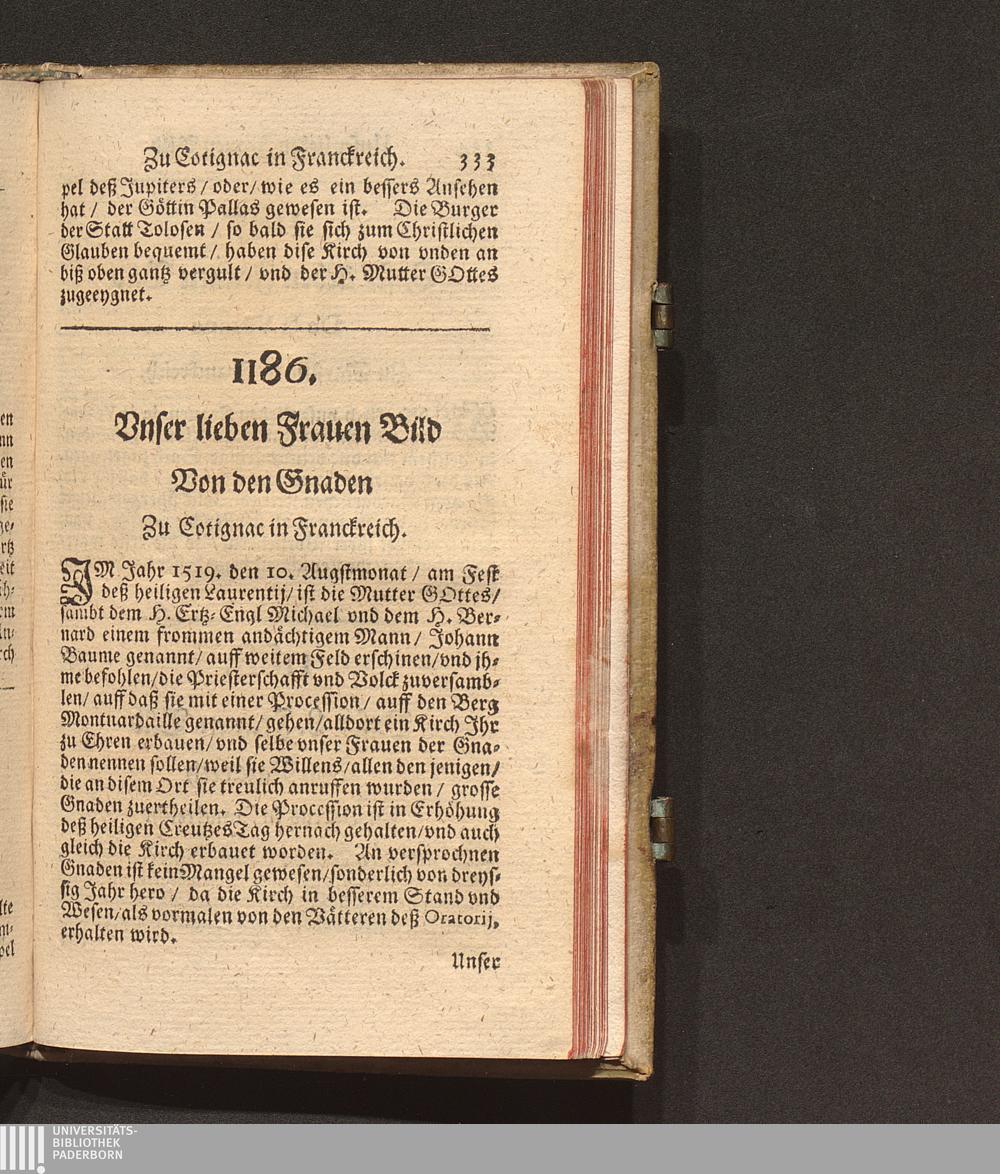 Zu Cotignac in Franckreich. 333
pel deß Jupiters / oder / wie es ein bessers Ansehen
hat / der Göttin Pallas gewesen ist. Die Burger
der Statt Tolosen / so bald sie sich zum Christlichen
Glauben bequemt / haben dise Kirch von vnden an
biß oben gantz vergult / vnd der H. Mutter GOttes
zugeeygnet.
1186.
Vnser lieben Frauen Bild
Von den Gnaden
Zu Cotignac in Franckreich.
IM Jahr 1519. den 10. Augstmonat / am Fest
deß heiligen Laurentij / ist die Mutter GOttes /
sambt dem H. Ertz-Engl Michael vnd dem H. Ber-
nard einem frommen andächtigem Mann / Johann
Baume genannt / auff weitem Feld erschinen / vnd jh-
me befohlen / die Priesterschafft vnd Volck zuversamb-
len / auff daß sie mit einer Procession / auff den Berg
Montuardaille genannt / gehen / alldort ein Kirch Ihr
zu Ehren erbauen / vnd selbe vnser Frauen der Gna-
den nennen sollen / weil sie Willens / allen den jenigen /
die an disem Ort sie treulich anruffen wurden / grosse
Gnaden zuertheilen. Die Procession ist in Erhöhung
deß heiligen Creutzes Tag hernach gehalten / vnd auch
gleich die Kirch erbauet worden. An versprochnen
Gnaden ist kein Mangel gewesen / sonderlich von dreys-
sig Jahr hero / da die Kirch in besserem Stand vnd
Wesen / als vormalen von den Vätteren deß Oratorij,
erhalten wird.
Unser
UNIVERSITÄTS-
BIBLIOTHEK
PADERBORN